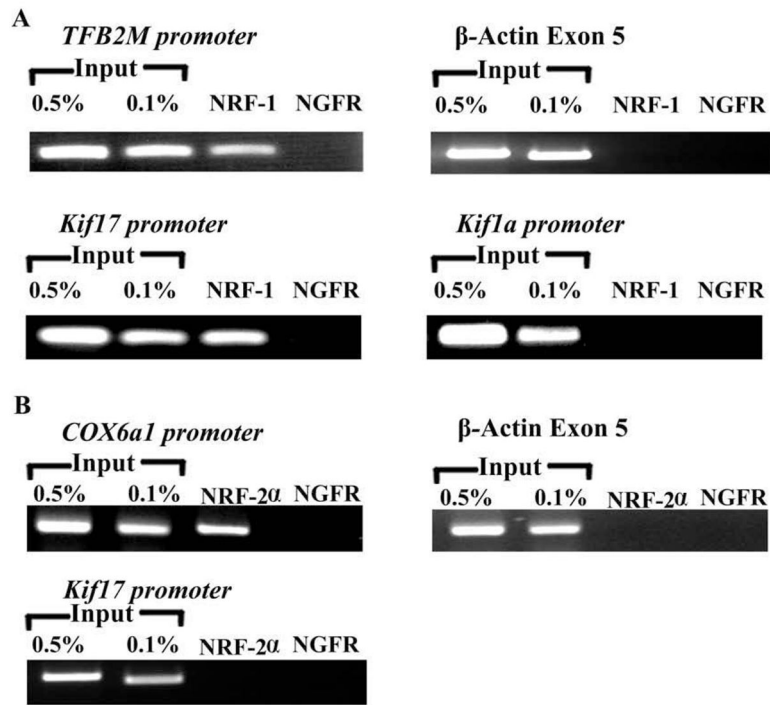 A
TFB2M promoter
Input
0.5% 0.1% NRF-1 NGFR
β-Actin Exon 5
Input
0.5% 0.1% NRF-1 NGFR
Kif17 promoter
Input
0.5% 0.1% NRF-1 NGFR
Kif1a promoter
Input
0.5% 0.1% NRF-1 NGFR
B
COX6a1 promoter
Input
0.5% 0.1% NRF-2α NGFR
β-Actin Exon 5
Input
0.5% 0.1% NRF-2α NGFR
Kif17 promoter
Input
0.5% 0.1% NRF-2α NGFR